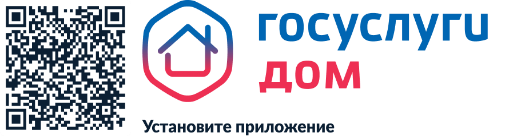 госуслуги
дом
Установите приложение